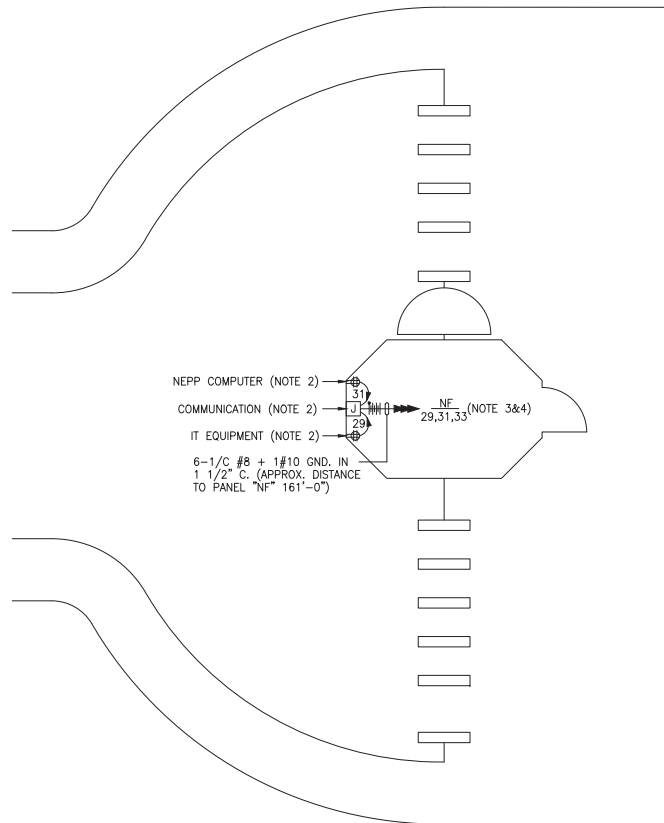 NEPP COMPUTER (NOTE 2)
31
COMMUNICATION (NOTE 2)
J
NF
29,31,33
(NOTE 3&4)
29
IT EQUIPMENT (NOTE 2)
6-1/C #8 + 1#10 GND. IN
1 1/2" C. (APPROX. DISTANCE
TO PANEL "NF" 161'-0")